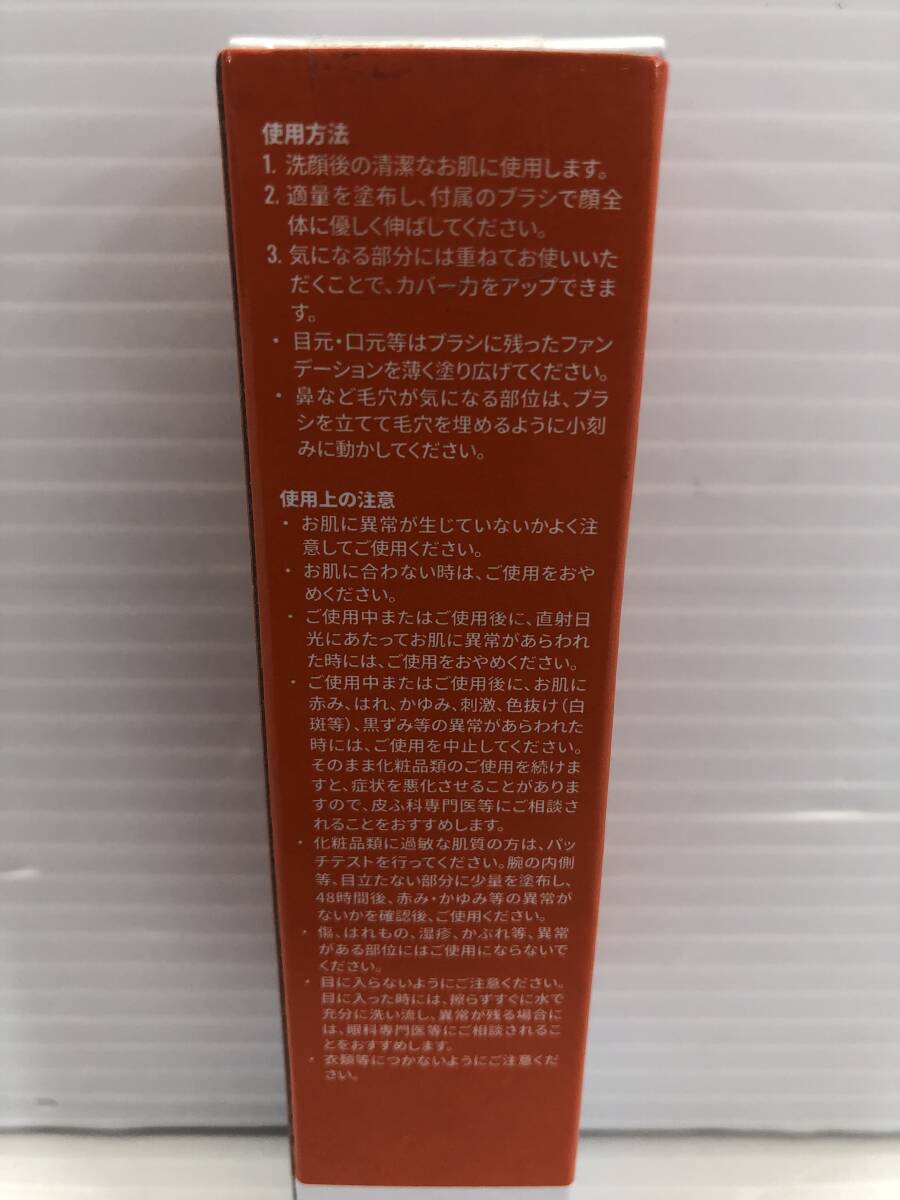 使用方法
1. 洗顔後の清潔なお肌に使用します。
2. 適量を塗布し、付属のブラシで顔全
体に優しく伸ばしてください。
3. 気になる部分には重ねてお使いいた
だくことで、カバー力をアップできま
す。
・ 目元・口元等はブラシに残ったファン
デーションを薄く塗り広げてください。
・ 鼻など毛穴が気になる部位は、ブラ
シを立てて毛穴を埋めるように小刻
みに動かしてください。
使用上の注意
・ お肌に異常が生じていないかよく注
意してご使用ください。
・ お肌に合わない時は、ご使用をおや
めください。
・ ご使用中またはご使用後に、直射日
光にあたってお肌に異常があらわれ
た時には、ご使用をおやめください。
・ ご使用中またはご使用後に、お肌に
赤み、はれ、かゆみ、刺激、色抜け（白
斑等）、黒ずみ等の異常があらわれた
時には、ご使用を中止してください。
そのまま化粧品類のご使用を続けま
すと、症状を悪化させることがありま
すので、皮ふ科専門医等にご相談さ
れることをおすすめします。
・ 化粧品類に過敏な肌質の方は、パッ
チテストを行ってください。腕の内側
等、目立たない部分に少量を塗布し、
48時間後、赤み・かゆみ等の異常が
ないかを確認後、ご使用ください。
・ 傷、はれもの、湿疹、かぶれ等、異常
がある部位にはご使用にならないで
ください。
・ 目に入らないようにご注意ください。
目に入った時には、擦らずすぐに水で
充分に洗い流し、異常が残る場合に
は、眼科専門医等にご相談されるこ
とをおすすめします。
・ 衣類等につかないようにご注意くだ
さい。